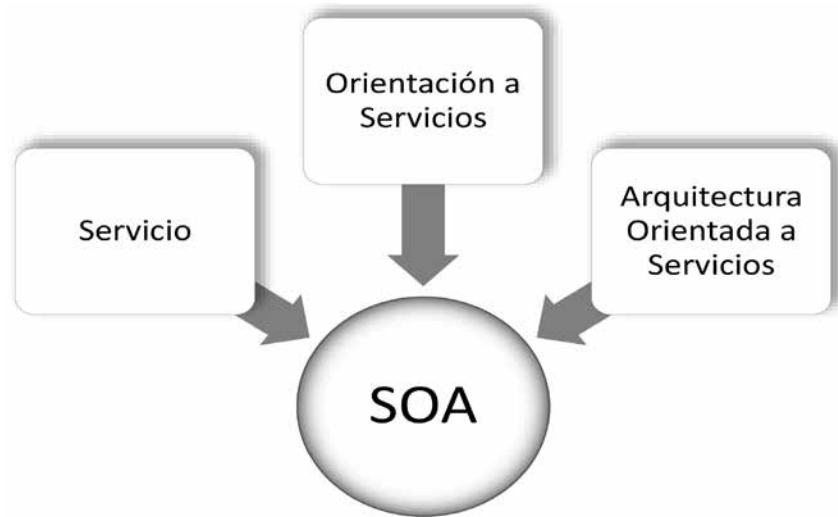 Orientación a
Servicios
Servicio
Arquitectura
Orientada a
Servicios
SOA